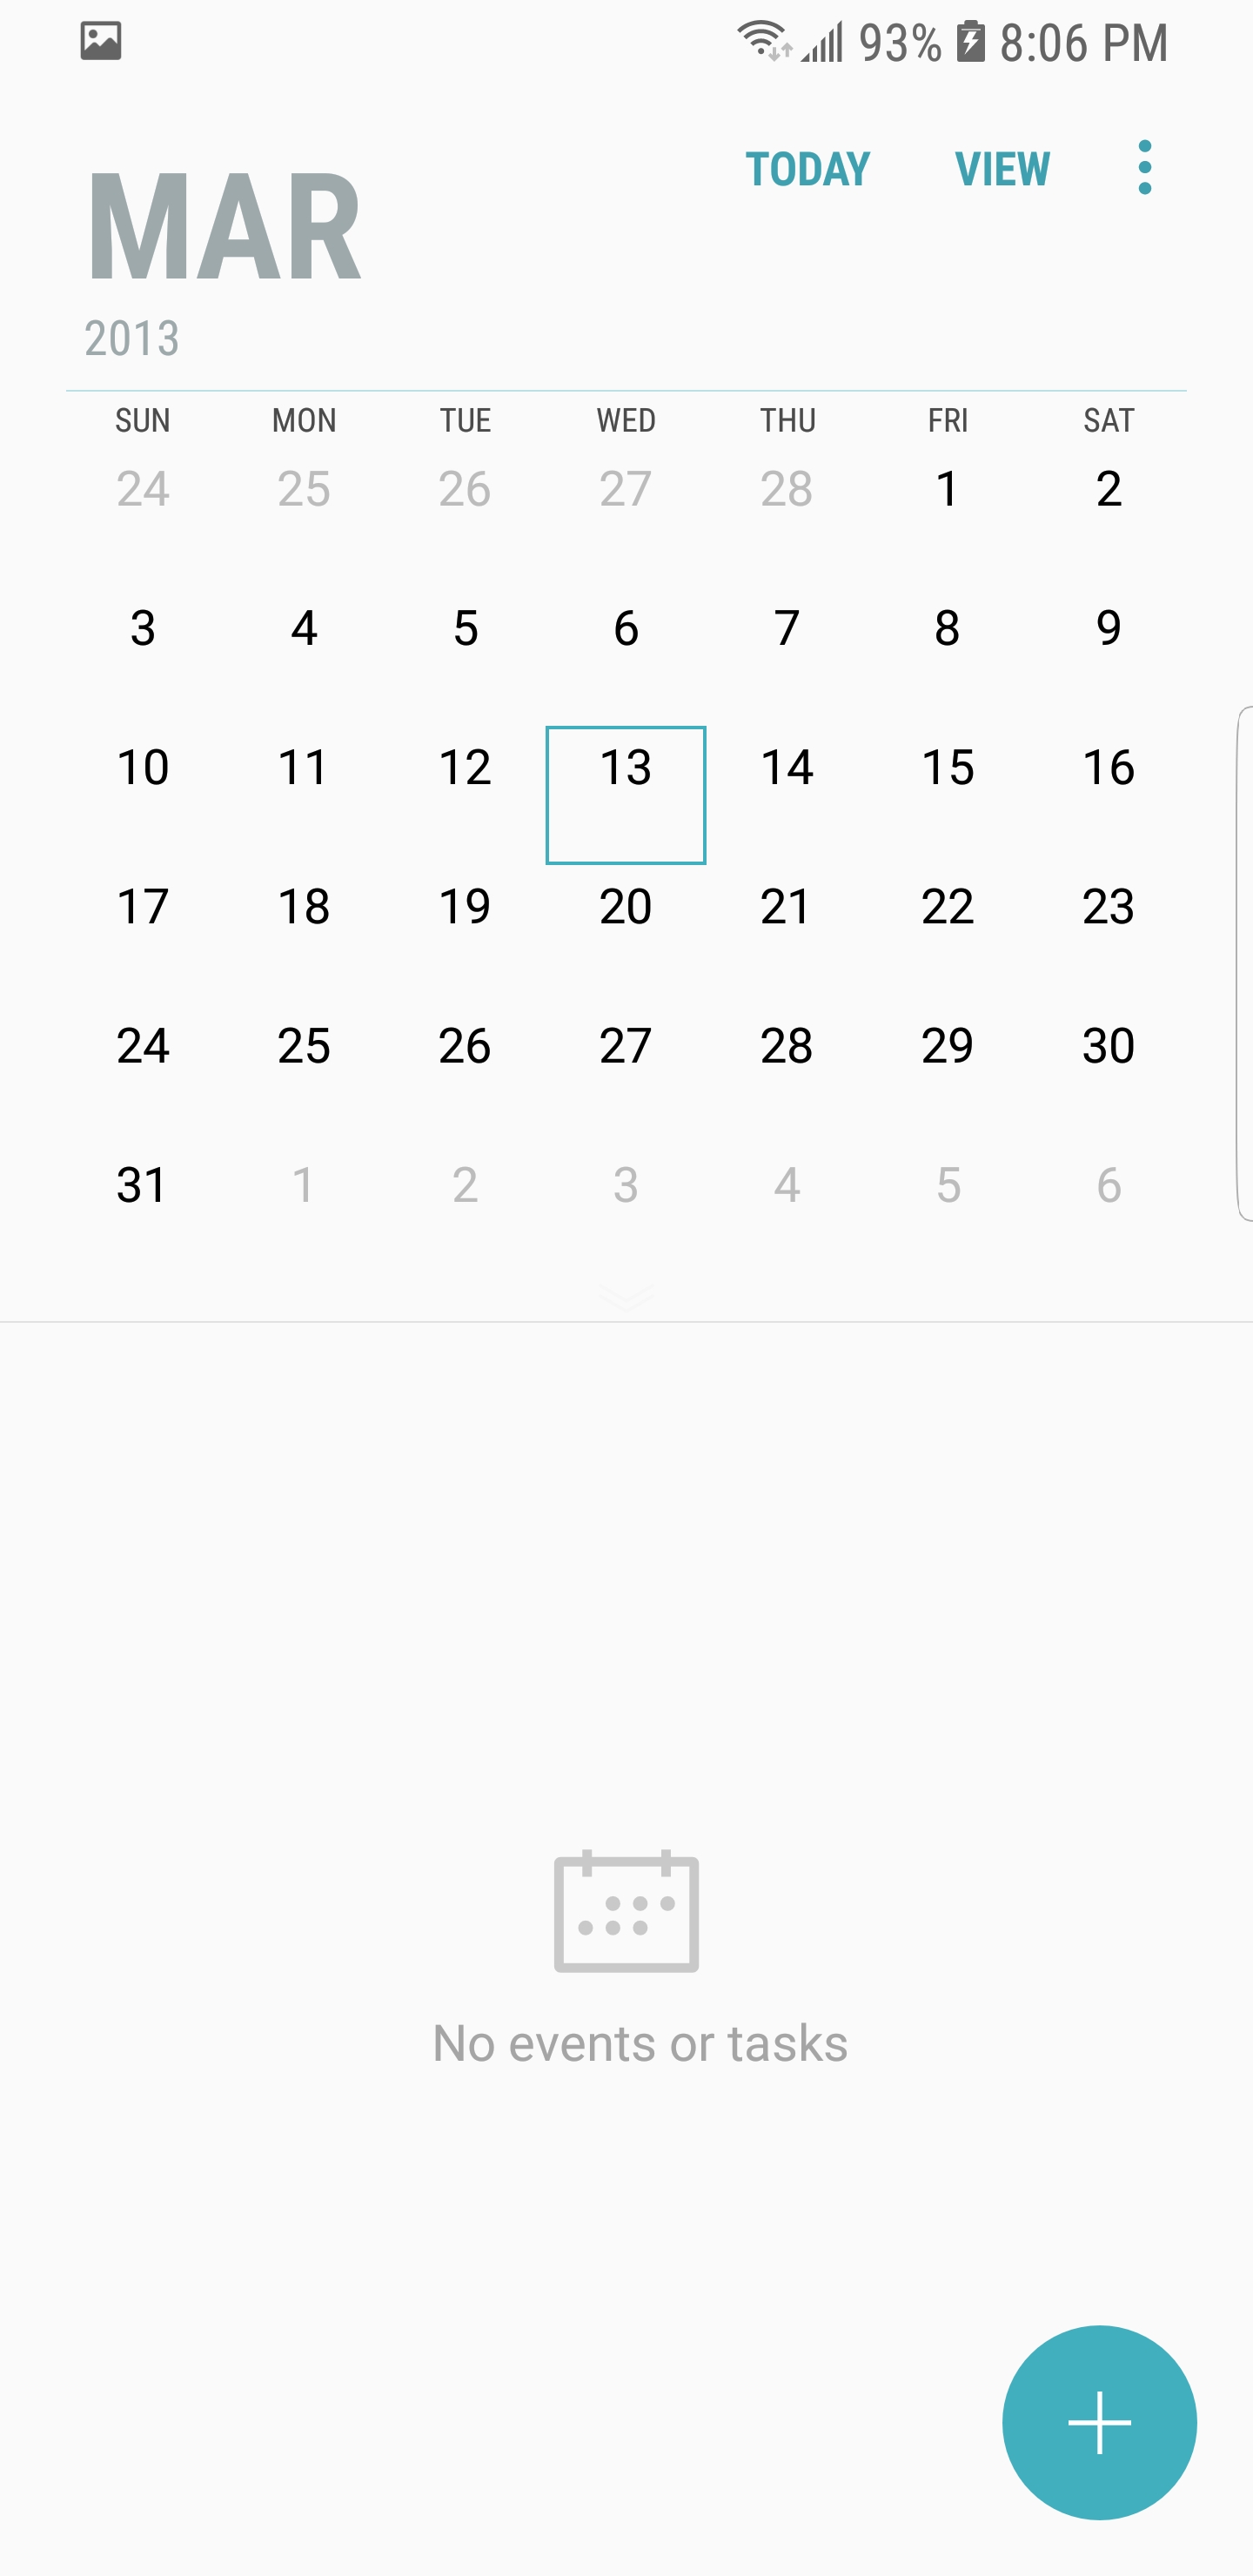 93% 8:06 PM
TODAY VIEW
MAR
2013
SUN MON TUE WED THU FRI SAT
24 25 26 27 28 1 2
3 4 5 6 7 8 9
10 11 12 13 14 15 16
17 18 19 20 21 22 23
24 25 26 27 28 29 30
31 1 2 3 4 5 6
No events or tasks